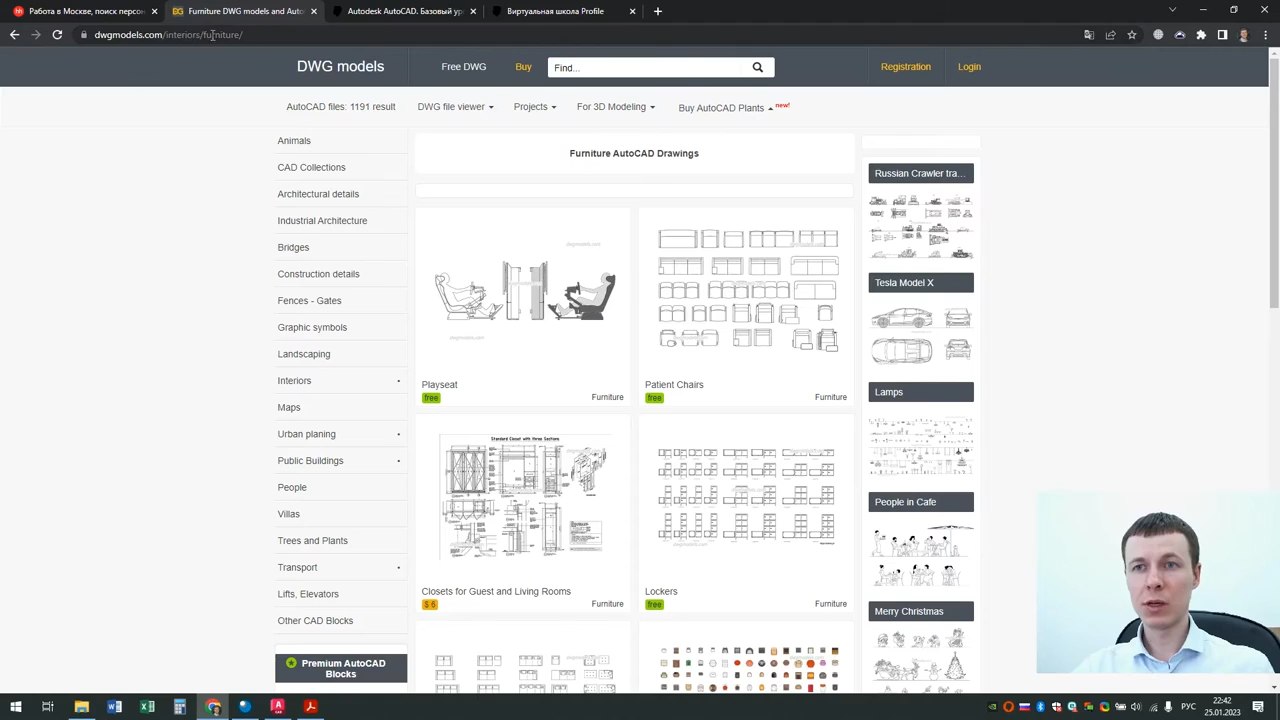 Работа в Москве, поиск персо
Furniture DWG models and Autoc
Autodesk AutoCAD. Базовый ур
Виртуальная школа Profile
dwgmodels.com/interiors/furniture/
DWG models
Free DWG
Buy
Find...
Registration
Login
AutoCAD files: 1191 result
DWG file viewer
Projects
For 3D Modeling
Buy AutoCAD Plants
new!
Animals
CAD Collections
Architectural details
Industrial Architecture
Bridges
Construction details
Fences - Gates
Graphic symbols
Landscaping
Interiors
Maps
Urban planing
Public Buildings
People
Villas
Trees and Plants
Transport
Lifts, Elevators
Other CAD Blocks
Premium AutoCAD
Blocks
Furniture AutoCAD Drawings
Playseat
free
Furniture
Patient Chairs
free
Furniture
Standard Closet with three Sections
Closets for Guest and Living Rooms
$ 6
Furniture
Lockers
free
Furniture
Russian Crawler tra...
Tesla Model X
Lamps
People in Cafe
Merry Christmas
РУС
22:42
25.01.2023